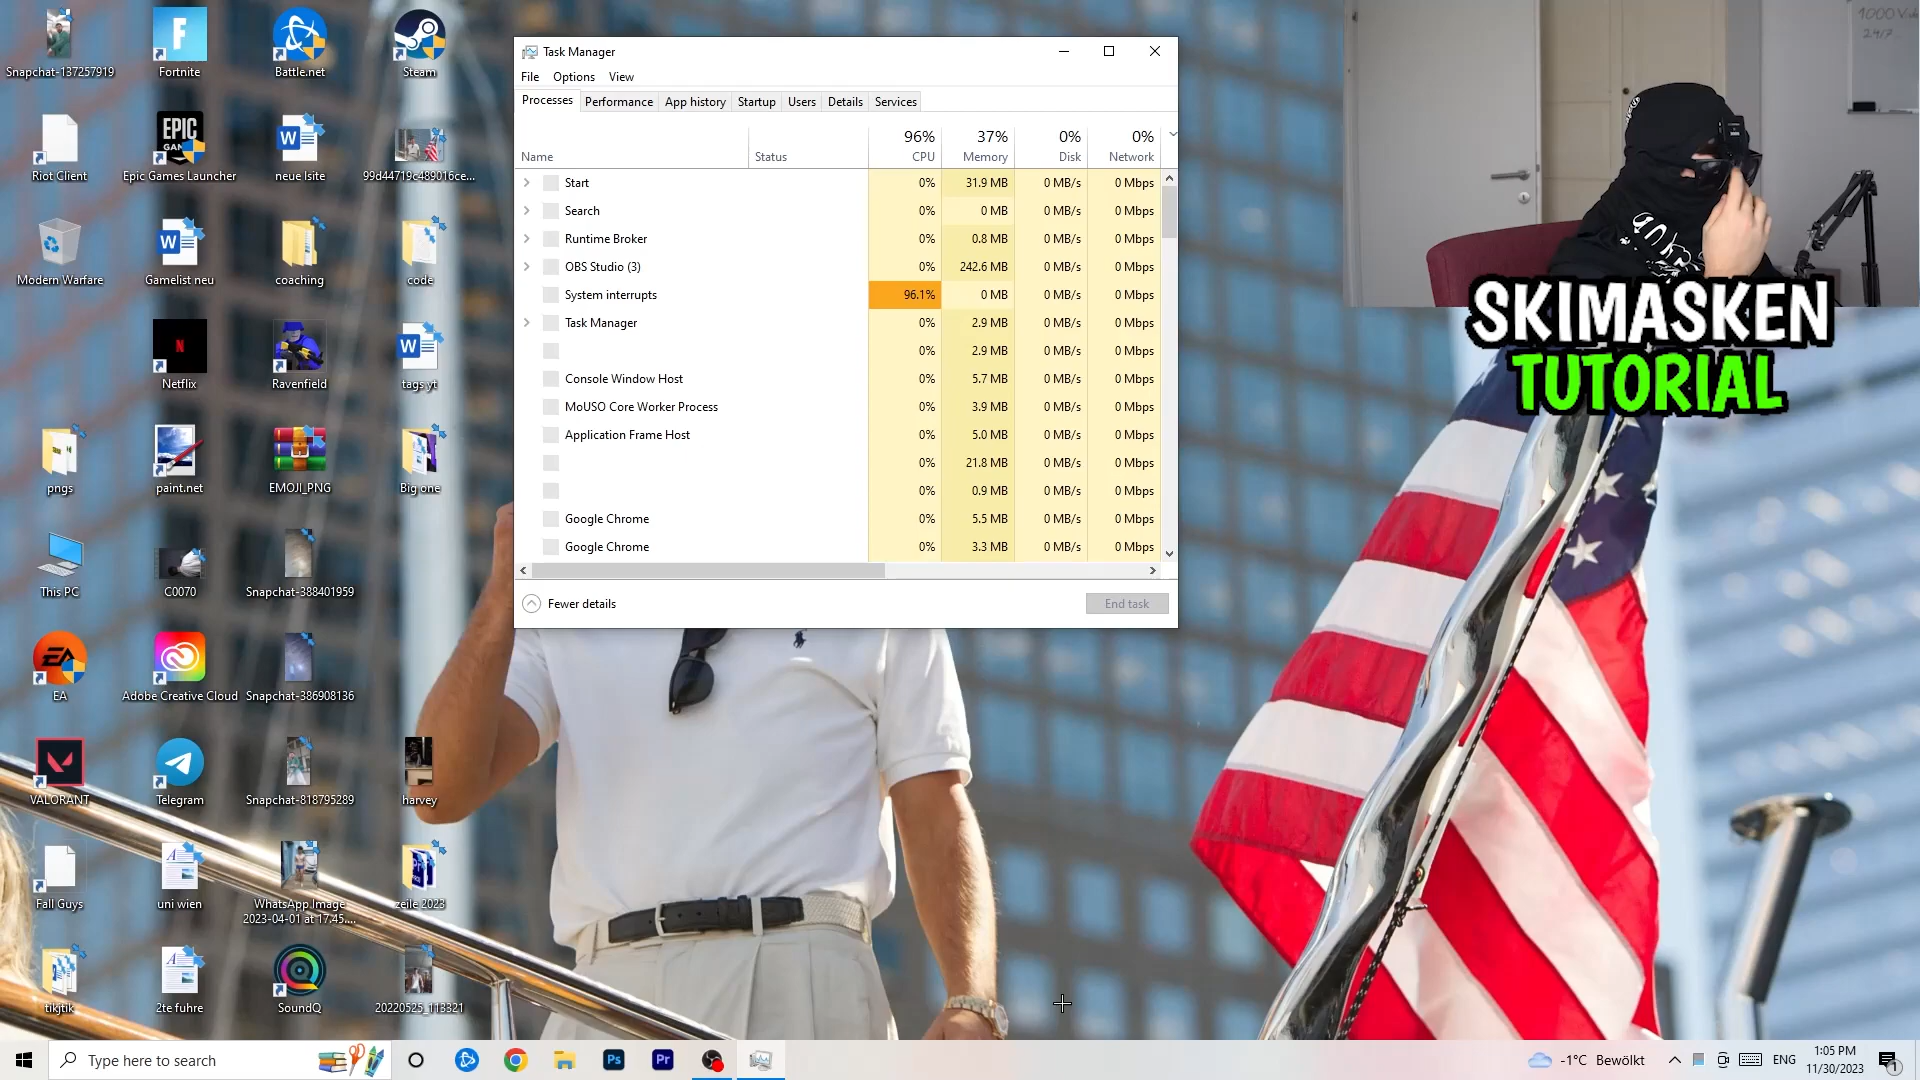 Snapchat-137257919
Fortnite
Battle.net
Steam
Riot Client
EPIC
Epic Games Launcher
neue lsite
99d44719c489016ce...
Modern Warfare
Gamelist neu
coaching
code
Netflix
Ravenfield
tags yt
pngs
paint.net
EMOJI_PNG
Big one
This PC
C0070
Snapchat-388401959
EA
Adobe Creative Cloud
Snapchat-386908136
VALORANT
Telegram
Snapchat-818795289
harvey
Fall Guys
uni wien
WhatsApp Image
2023-04-01 at 17.45....
zeile 2023
tikjtik
2te fuhre
SoundQ
20220525_113321
Task Manager
File Options View
Processes Performance App history Startup Users Details Services
96% 37% 0% 0%
Name Status CPU Memory Disk Network
Start 0% 31.9 MB 0 MB/s 0 Mbps
Search 0% 0 MB 0 MB/s 0 Mbps
Runtime Broker 0% 0.8 MB 0 MB/s 0 Mbps
OBS Studio (3) 0% 242.6 MB 0 MB/s 0 Mbps
System interrupts 96.1% 0 MB 0 MB/s 0 Mbps
Task Manager 0% 2.9 MB 0 MB/s 0 Mbps
0% 2.9 MB 0 MB/s 0 Mbps
Console Window Host 0% 5.7 MB 0 MB/s 0 Mbps
MoUSO Core Worker Process 0% 3.9 MB 0 MB/s 0 Mbps
Application Frame Host 0% 5.0 MB 0 MB/s 0 Mbps
0% 21.8 MB 0 MB/s 0 Mbps
0% 0.9 MB 0 MB/s 0 Mbps
Google Chrome 0% 5.5 MB 0 MB/s 0 Mbps
Google Chrome 0% 3.3 MB 0 MB/s 0 Mbps
Fewer details End task
1000
24/7
SKIMASKEN
TUTORIAL
Type here to search
Ps
Pr
-1°C Bewölkt
ENG
1:05 PM
11/30/2023
1